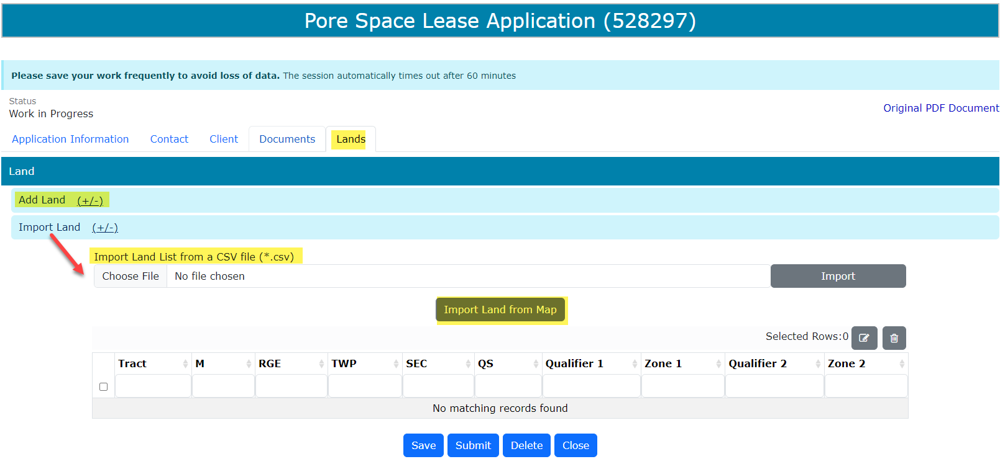 Pore Space Lease Application (528297)
Please save your work frequently to avoid loss of data. The session automatically times out after 60 minutes
Status
Work in Progress
Original PDF Document
Application Information Contact Client Documents Lands
Land
Add Land (+/-)
Import Land (+/-)
Import Land List from a CSV file (*.csv)
Choose File No file chosen Import
Import Land from Map
Selected Rows:0
Tract M RGE TWP SEC QS Qualifier 1 Zone 1 Qualifier 2 Zone 2
No matching records found
Save Submit Delete Close